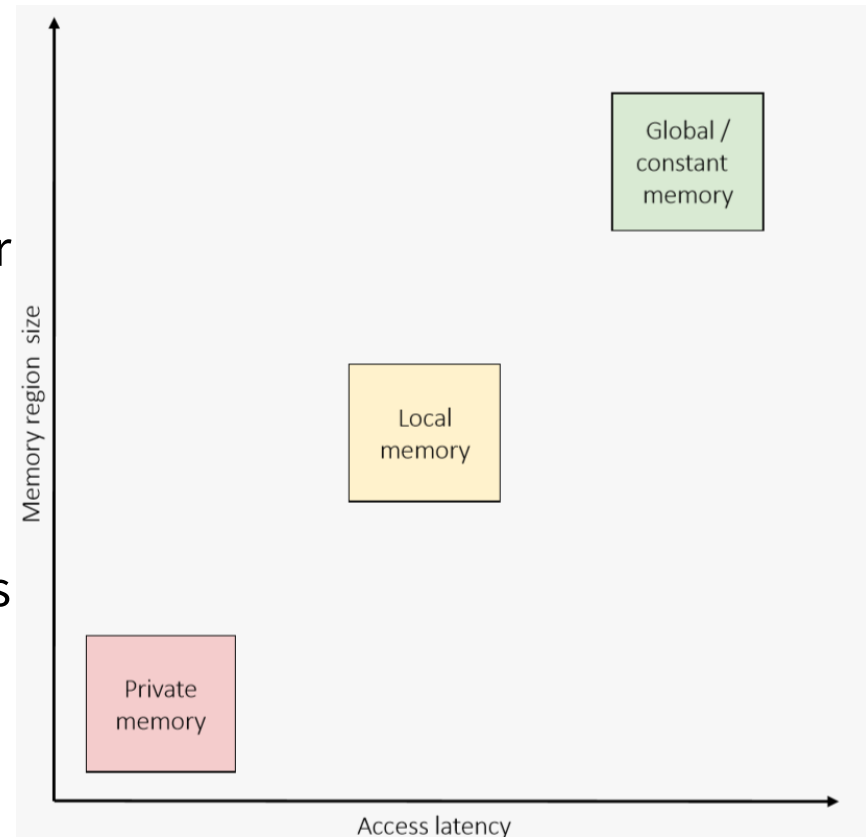 Global /
constant
memory
r
Memory region size
Local
memory
s
Private
memory
Access latency